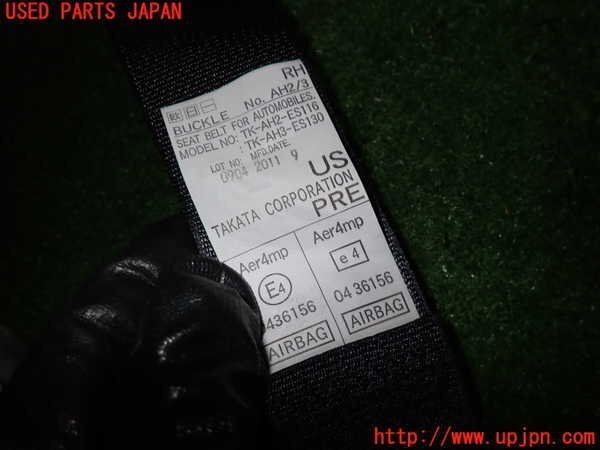 USED PARTS JAPAN
RH
BUCKLE No. AH2/3
SEAT BELT FOR AUTOMOBILES.
MODEL NO: TK-AH2-ES116
: TK-AH3-ES130
LOT NO. MFD.DATE.
0904 2011 9
US
TAKATA CORPORATION
PRE
Aer4mp
Aer4mp
E4
e 4
436156
04 36156
AIRBAG
AIRBAG
http://www.upjpn.com/